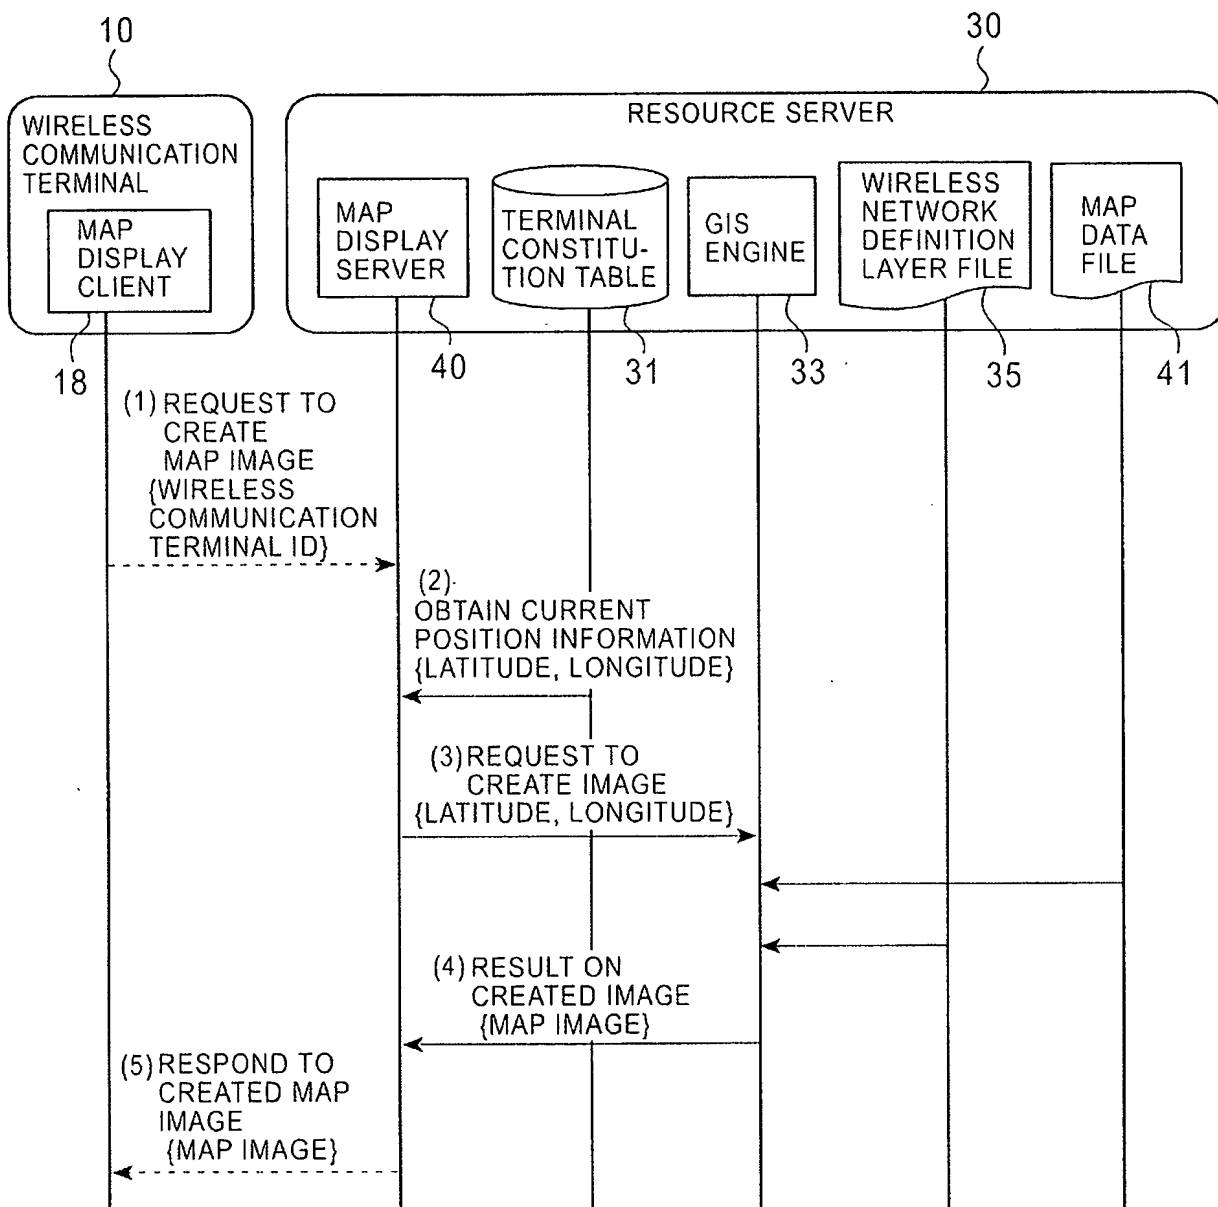 10
30
WIRELESS
COMMUNICATION
TERMINAL
MAP
DISPLAY
CLIENT
18
RESOURCE SERVER
MAP
DISPLAY
SERVER
40
TERMINAL
CONSTITU-
TION TABLE
31
GIS
ENGINE
33
WIRELESS
NETWORK
DEFINITION
LAYER FILE
35
MAP
DATA
FILE
41
(1) REQUEST TO
CREATE
MAP IMAGE
{WIRELESS
COMMUNICATION
TERMINAL ID}
(2)
OBTAIN CURRENT
POSITION INFORMATION
{LATITUDE, LONGITUDE}
(3) REQUEST TO
CREATE IMAGE
{LATITUDE, LONGITUDE}
(4) RESULT ON
CREATED IMAGE
{MAP IMAGE}
(5) RESPOND TO
CREATED MAP
IMAGE
{MAP IMAGE}